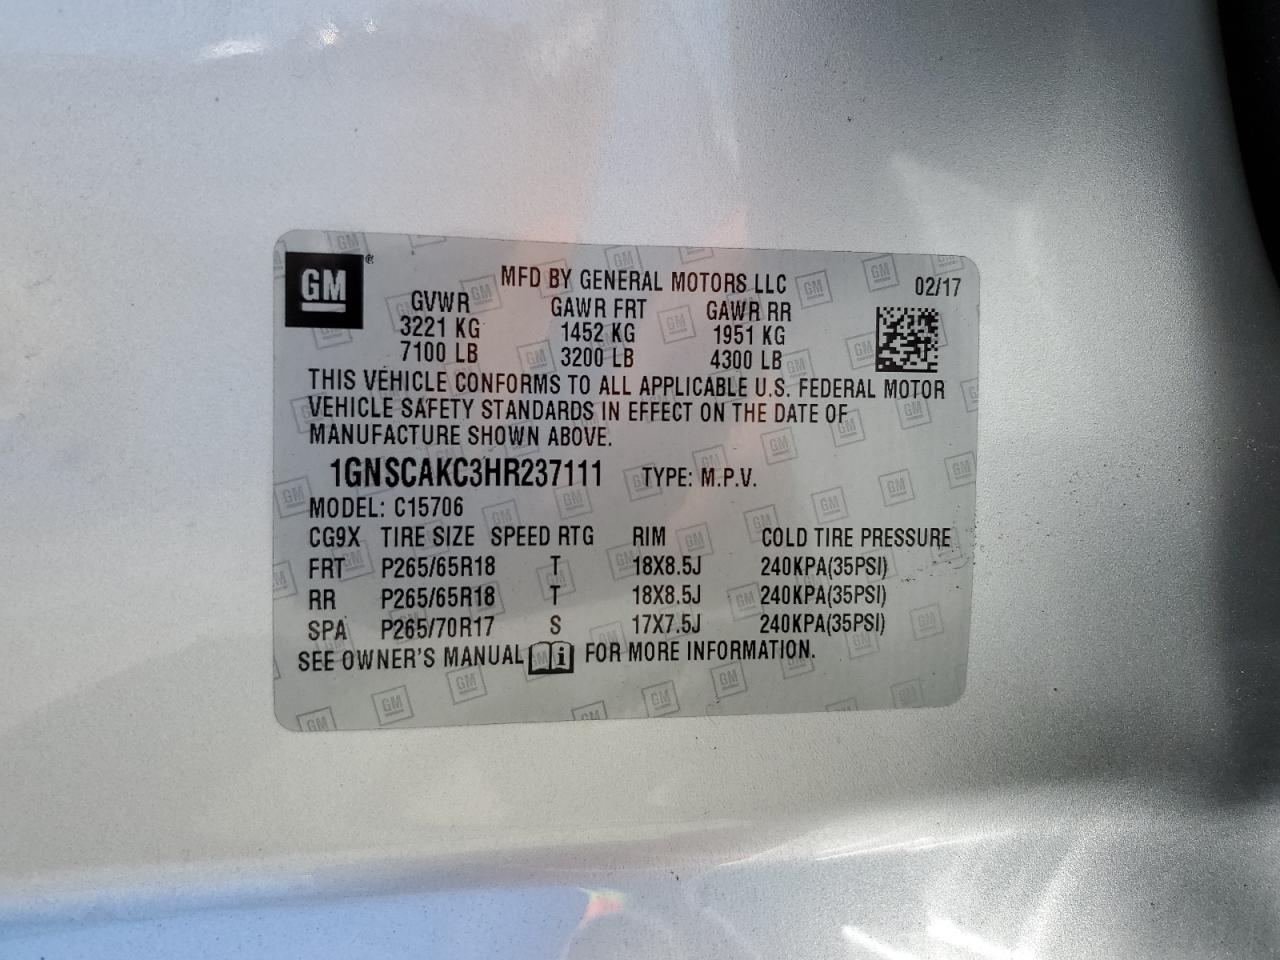 GM®
MFD BY GENERAL MOTORS LLC 02/17
GVWR GAWR FRT GAWR RR
3221 KG 1452 KG 1951 KG
7100 LB 3200 LB 4300 LB
THIS VEHICLE CONFORMS TO ALL APPLICABLE U.S. FEDERAL MOTOR
VEHICLE SAFETY STANDARDS IN EFFECT ON THE DATE OF
MANUFACTURE SHOWN ABOVE.
1GNSCAKC3HR237111 TYPE: M.P.V.
MODEL: C15706
CG9X TIRE SIZE SPEED RTG RIM COLD TIRE PRESSURE
FRT P265/65R18 T 18X8.5J 240KPA(35PSI)
RR P265/65R18 T 18X8.5J 240KPA(35PSI)
SPA P265/70R17 S 17X7.5J 240KPA(35PSI)
SEE OWNER'S MANUAL i FOR MORE INFORMATION.